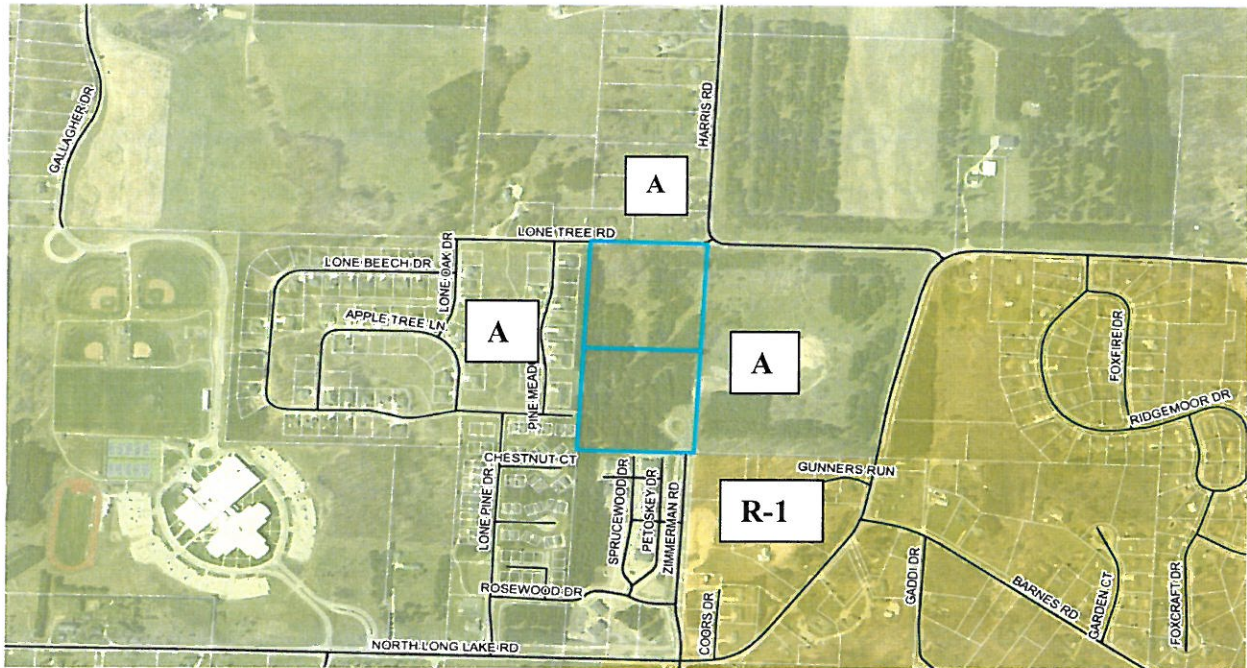 GALLAGHER DR
HARRIS RD
A
LONE TREE RD
LONE OAK DR
LONE BEECH DR
APPLE TREE LN
A
A
PINE MEAD
FOXFIRE DR
RIDGEMOOR DR
CHESTNUT CT
LONE PINE DR
SPRUCEWOOD DR
PETOSKEY DR
ZIMMERMAN RD
GUNNERS RUN
R-1
ROSEWOOD DR
COORS DR
GADDI DR
BARNES RD
GARDEN CT
FOXCRAFT DR
NORTH LONG LAKE RD